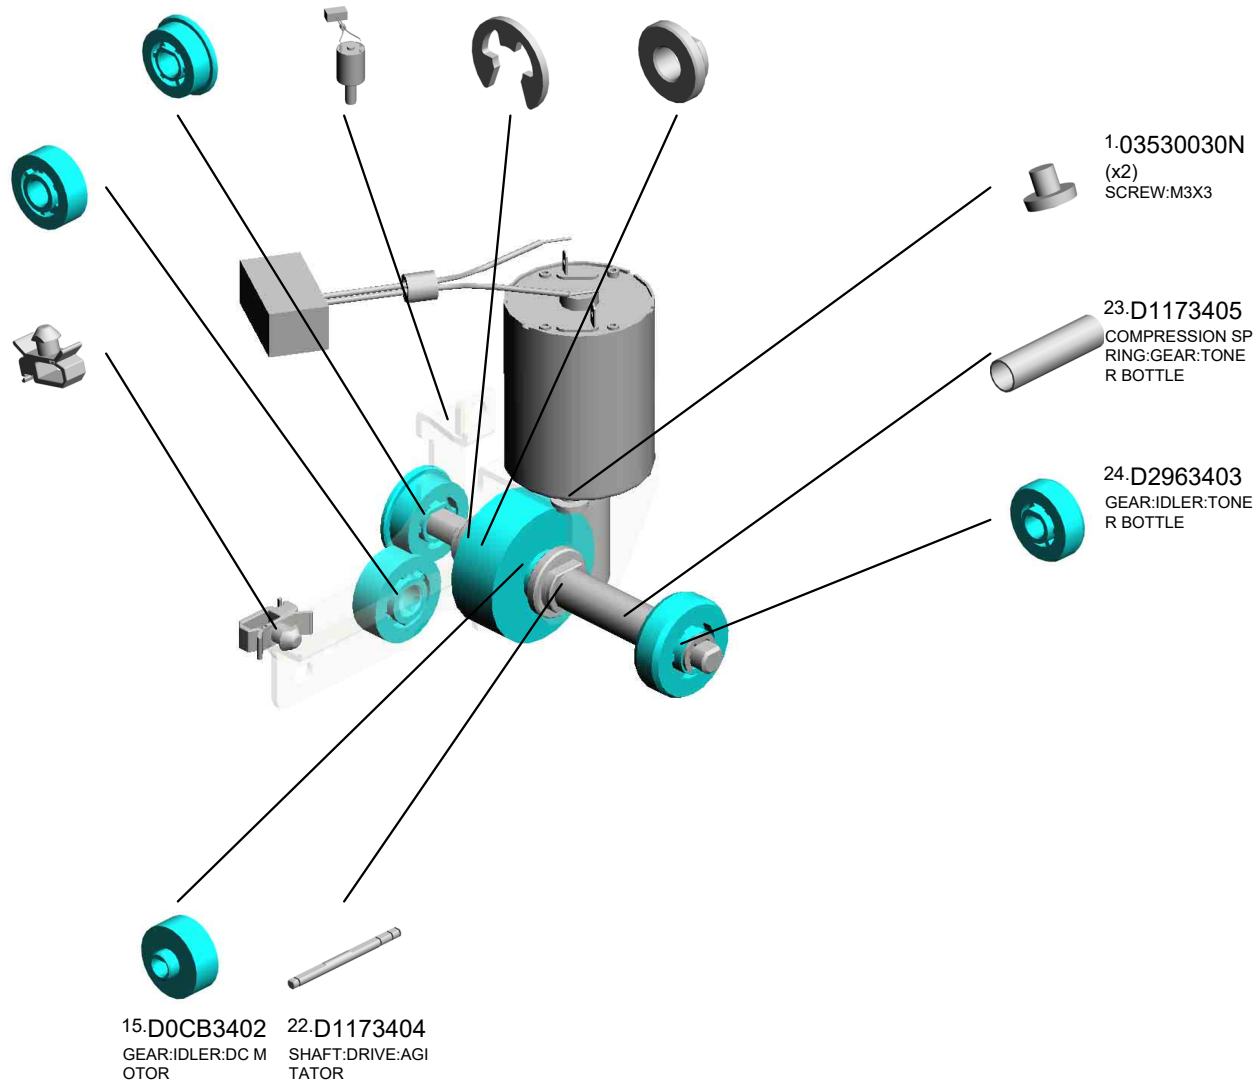 1.03530030N
(x2)
SCREW:M3X3
23.D1173405
COMPRESSION SP
RING:GEAR:TONE
R BOTTLE
24.D2963403
GEAR:IDLER:TONE
R BOTTLE
15.D0CB3402
GEAR:IDLER:DC M
OTOR
22.D1173404
SHAFT:DRIVE:AGI
TATOR